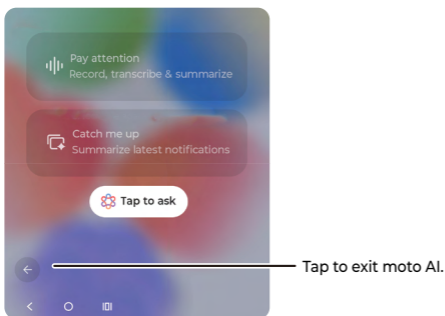 Pay attention
Record, transcribe & summarize
Catch me up
Summarize latest notifications
Tap to ask
Tap to exit moto AI.